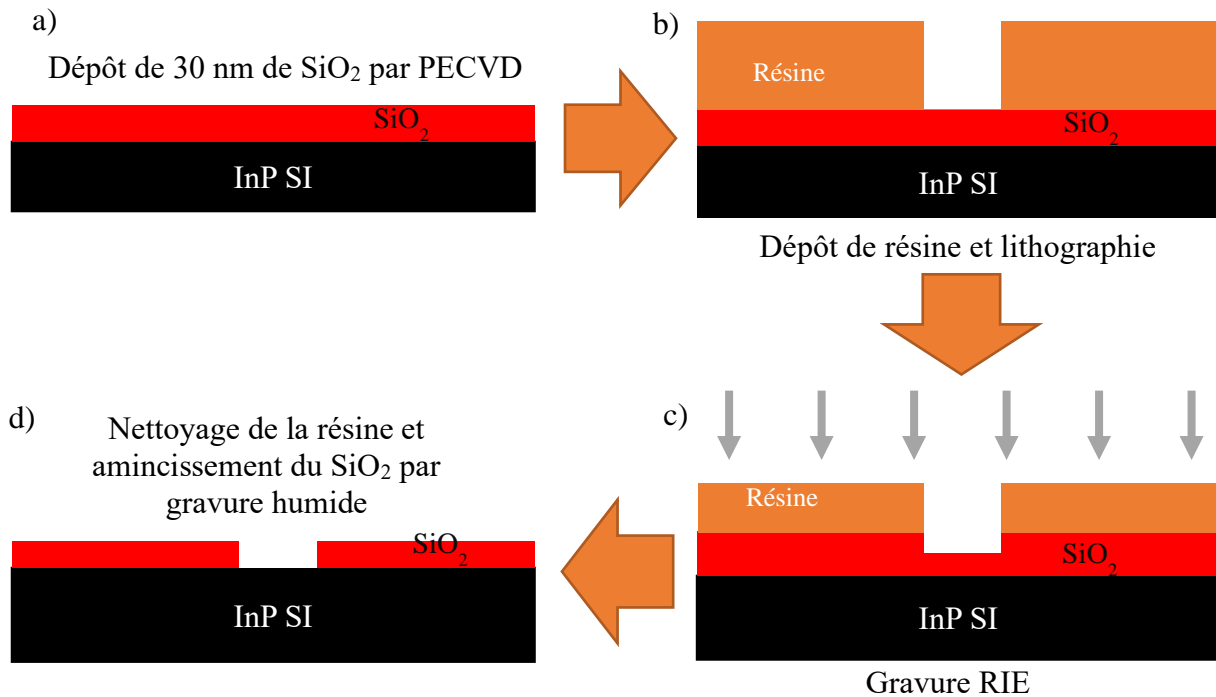 a)
Dépôt de 30 nm de SiO₂ par PECVD
SiO₂
InP SI
b)
Résine
SiO₂
InP SI
Dépôt de résine et lithographie
c)
Résine
SiO₂
InP SI
Gravure RIE
d)
Nettoyage de la résine et
amincissement du SiO₂ par
gravure humide
SiO₂
InP SI